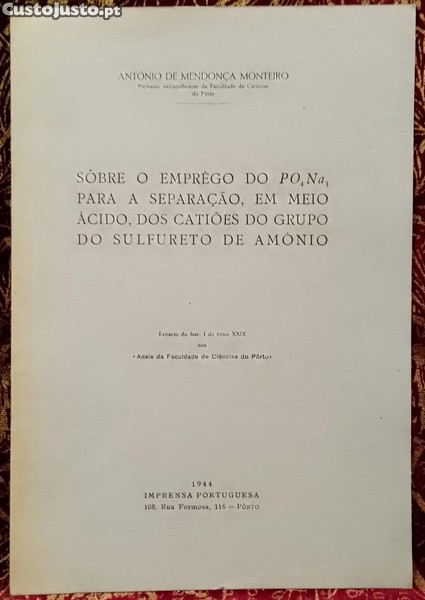 Custojusto.pt
ANTÓNIO DE MENDONÇA MONTEIRO
Professor extraordinário da Faculdade de Ciências
do Pôrto
SÔBRE O EMPRÊGO DO PO₄Na₃
PARA A SEPARAÇÃO, EM MEIO
ÁCIDO, DOS CATIÕES DO GRUPO
DO SULFURETO DE AMÓNIO
Extracto do fasc. I do tômo XXIX
dos
«Anais da Faculdade de Ciências do Pôrto»
1944
IMPRENSA PORTUGUESA
108, Rua Formosa, 116 — PÔRTO